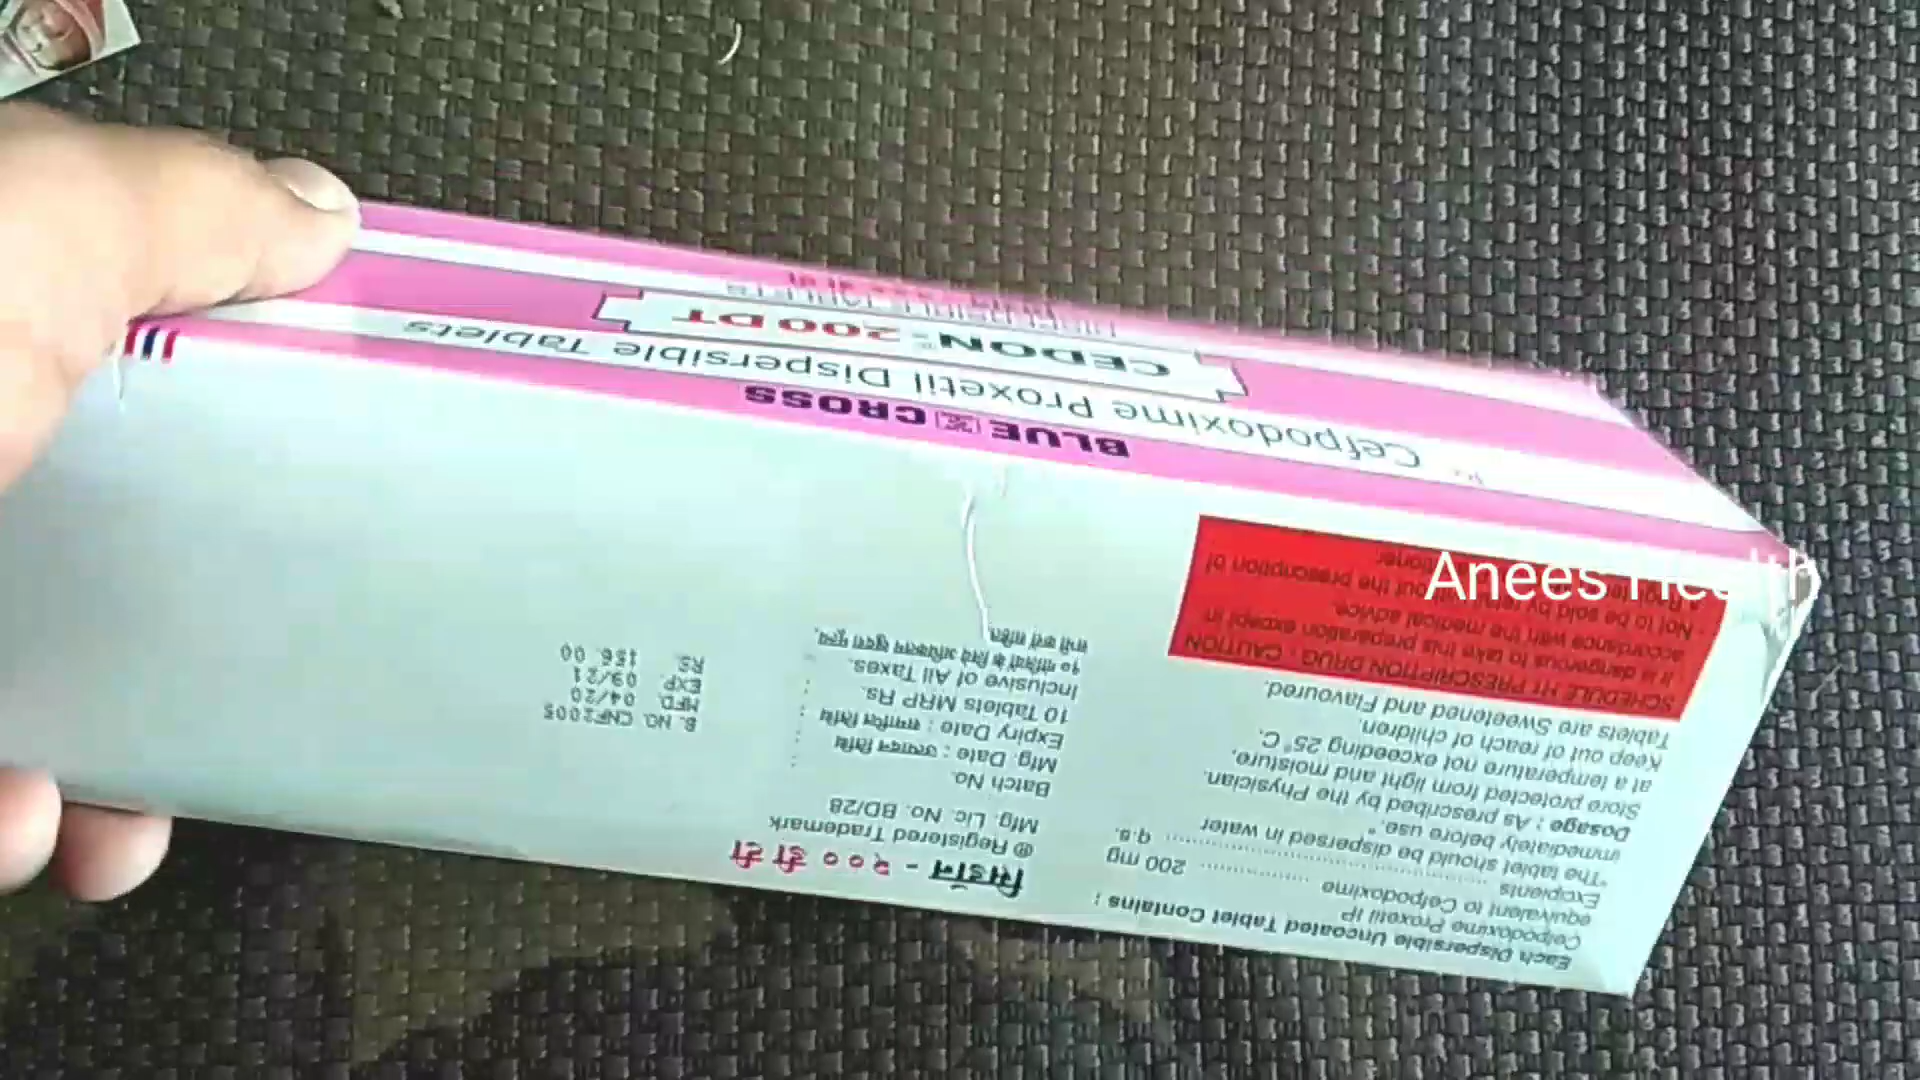 Each Dispersible Uncoated Tablet Contains :
Cefpodoxime Proxetil IP
equivalent to Cefpodoxime ............ 200 mg
Excipients ............ q.s.
"The tablet should be dispersed in water
immediately before use."
Dosage : As prescribed by the Physician.
Store protected from light and moisture,
at a temperature not exceeding 25°C.
Keep out of reach of children.
Tablets are Sweetened and Flavoured.
SCHEDULE H1 PRESCRIPTION DRUG - CAUTION
It is dangerous to take this preparation except in
accordance with the medical advice.
- Not to be sold by retail without the prescription of
सिडॉन - २०० डी टी
® Registered Trademark
Mfg. Lic. No. BD/28
Batch No.
Mfg. Date : उत्पादन तिथि
Expiry Date : समाप्ति तिथि
10 Tablets MRP Rs.
Inclusive of All Taxes.
B. NO. CNF2005
MFD. 04/20
EXP 09/21
RS. 156.00
BLUE CROSS
Cefpodoxime Proxetil Dispersible Tablets
CEDON® - 200 DT
Anees Health